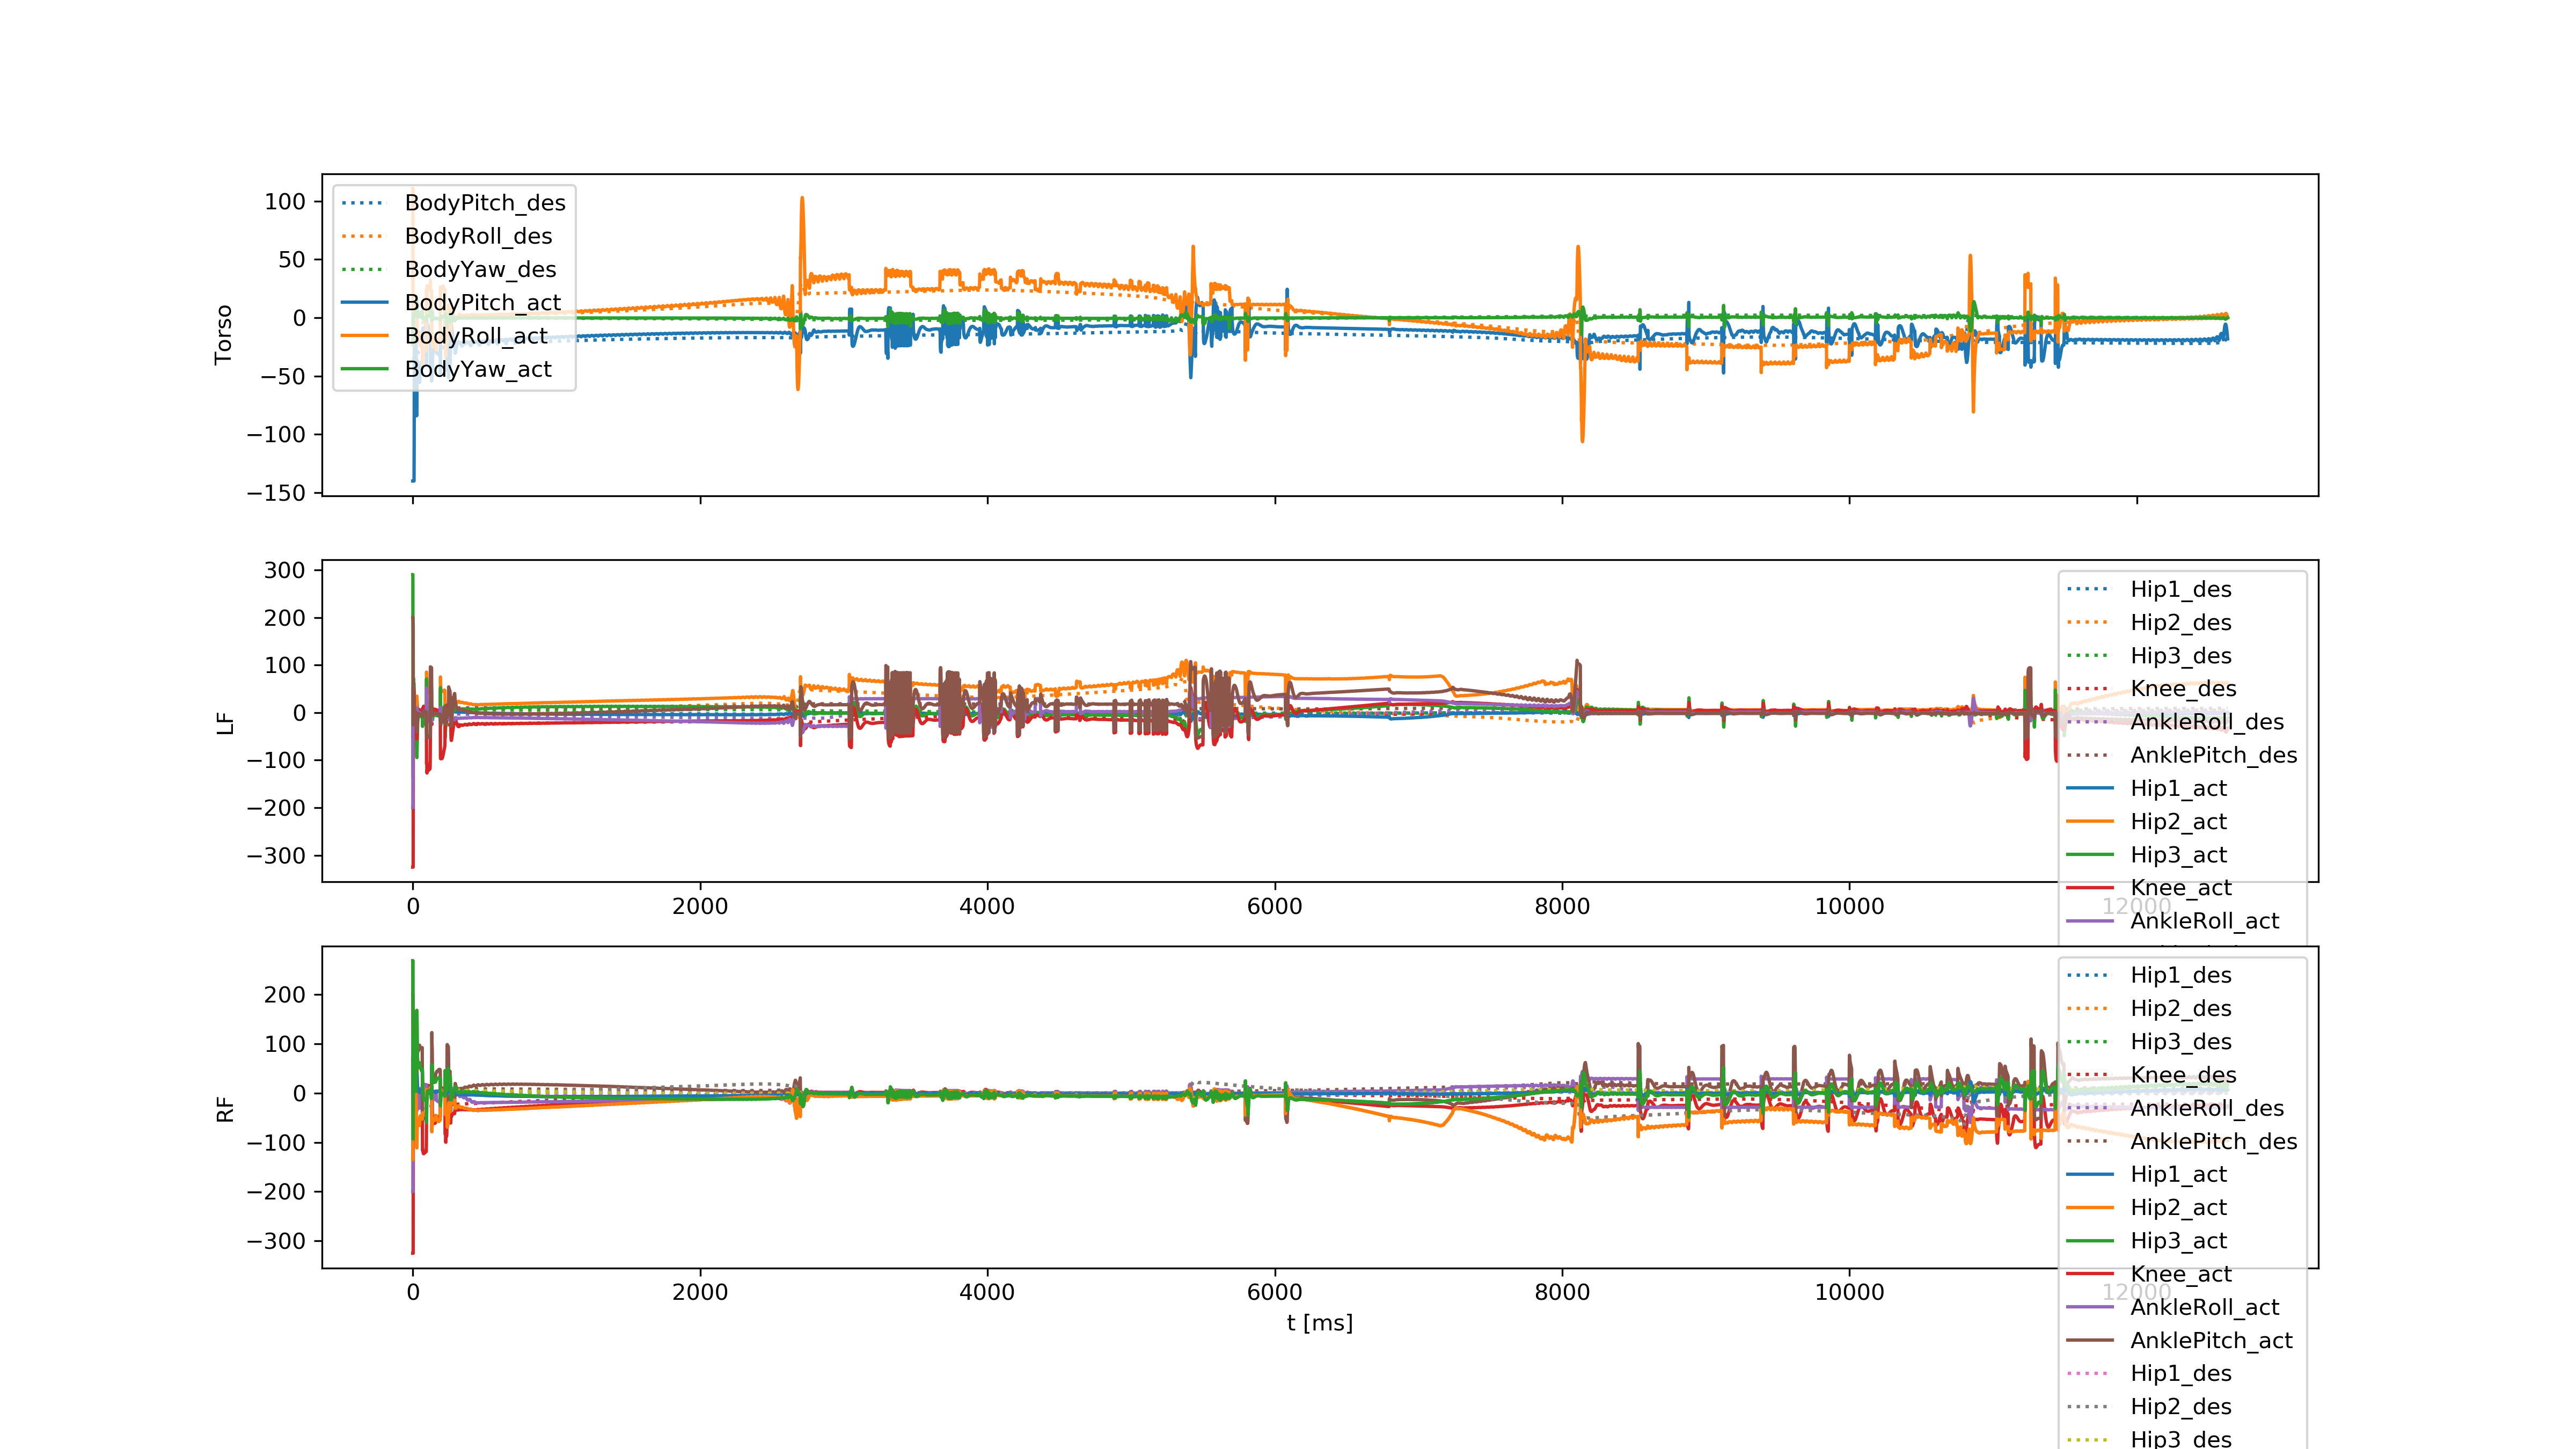 100
50
0
−50
−100
−150
Torso
BodyPitch_des
BodyRoll_des
BodyYaw_des
BodyPitch_act
BodyRoll_act
BodyYaw_act
300
200
100
0
−100
−200
−300
LF
Hip1_des
Hip2_des
Hip3_des
Knee_des
AnkleRoll_des
AnklePitch_des
Hip1_act
Hip2_act
Hip3_act
Knee_act
AnkleRoll_act
0 2000 4000 6000 8000 10000 12000
200
100
0
−100
−200
−300
RF
Hip1_des
Hip2_des
Hip3_des
Knee_des
AnkleRoll_des
AnklePitch_des
Hip1_act
Hip2_act
Hip3_act
Knee_act
AnkleRoll_act
AnklePitch_act
Hip1_des
Hip2_des
Hip3_des
0 2000 4000 6000 8000 10000 12000
t [ms]